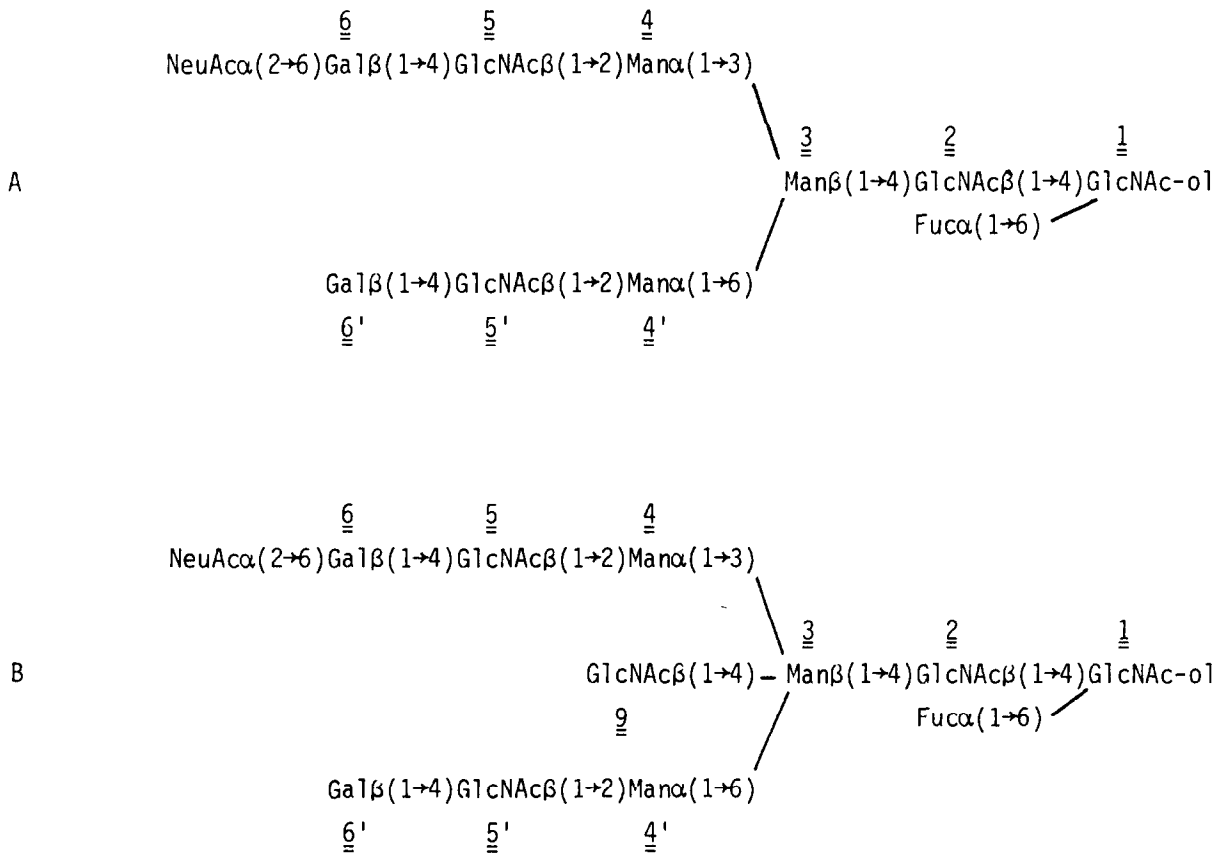 6 5 4
NeuAcα(2→6)Galβ(1→4)GlcNAcβ(1→2)Manα(1→3)
3 2 1
A Manβ(1→4)GlcNAcβ(1→4)GlcNAc-ol
Fucα(1→6)
Galβ(1→4)GlcNAcβ(1→2)Manα(1→6)
6' 5' 4'
6 5 4
NeuAcα(2→6)Galβ(1→4)GlcNAcβ(1→2)Manα(1→3)
3 2 1
B GlcNAcβ(1→4)–Manβ(1→4)GlcNAcβ(1→4)GlcNAc-ol
9 Fucα(1→6)
Galβ(1→4)GlcNAcβ(1→2)Manα(1→6)
6' 5' 4'